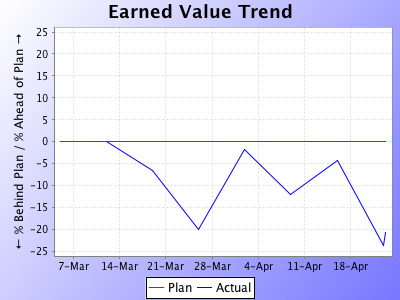 Earned Value Trend
← % Behind Plan / % Ahead of Plan →
25
20
15
10
5
0
−5
−10
−15
−20
−25
7-Mar 14-Mar 21-Mar 28-Mar 4-Apr 11-Apr 18-Apr
Plan Actual